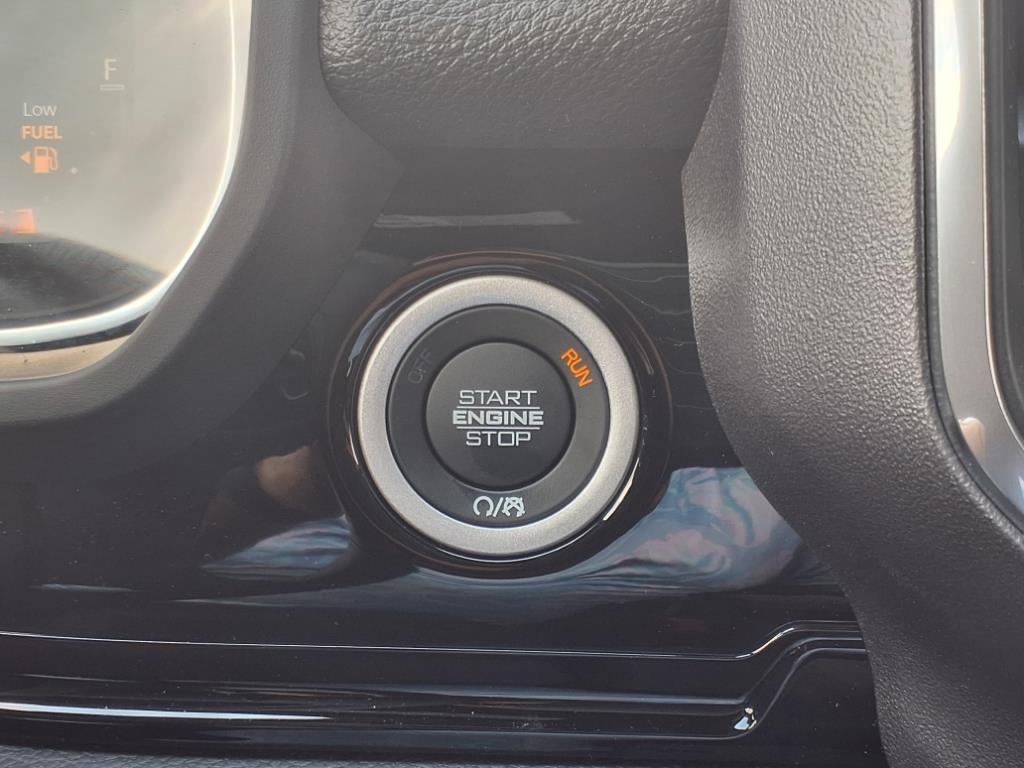 F
Low
FUEL
OFF
RUN
START
ENGINE
STOP